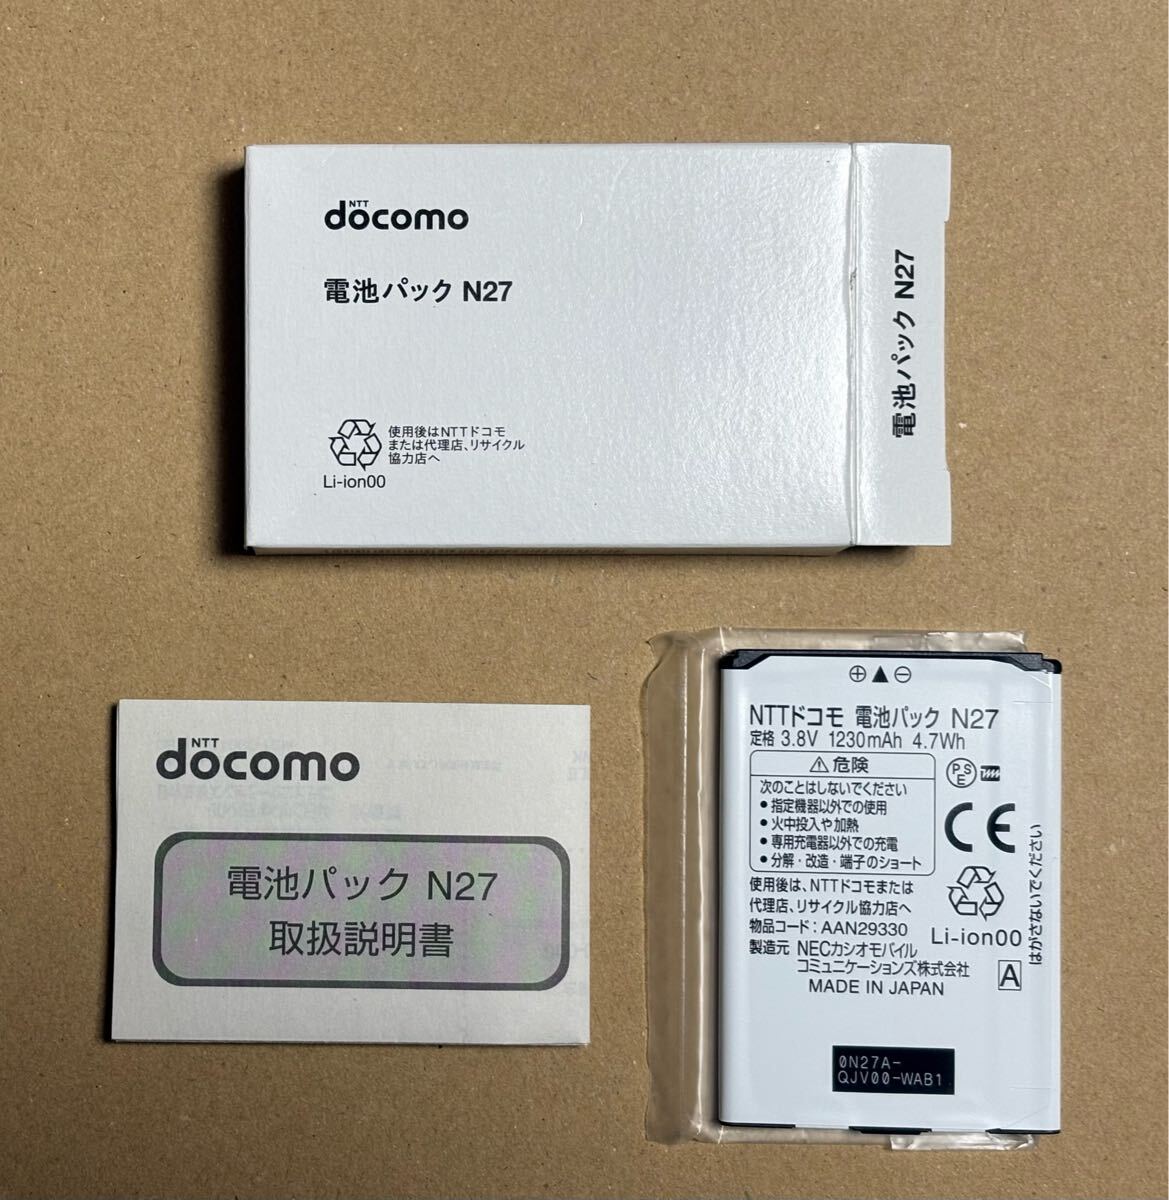 NTT
docomo
電池パック N27
使用後はNTTドコモ
または代理店、リサイクル
協力店へ
Li-ion00
電池パック N27
NTT
docomo
電池パック N27
取扱説明書
⊕▲⊖
NTTドコモ 電池パック N27
定格 3.8V 1230mAh 4.7Wh
⚠危険
次のことはしないでください
•指定機器以外での使用
•火中投入や加熱
•専用充電器以外での充電
•分解・改造・端子のショート
PSE
CE
使用後は、NTTドコモまたは
代理店、リサイクル協力店へ
物品コード：AAN29330
Li-ion00
製造元 NECカシオモバイル
コミュニケーションズ株式会社
MADE IN JAPAN
A
はがさないでください
0N27A-
QJV00-WAB1